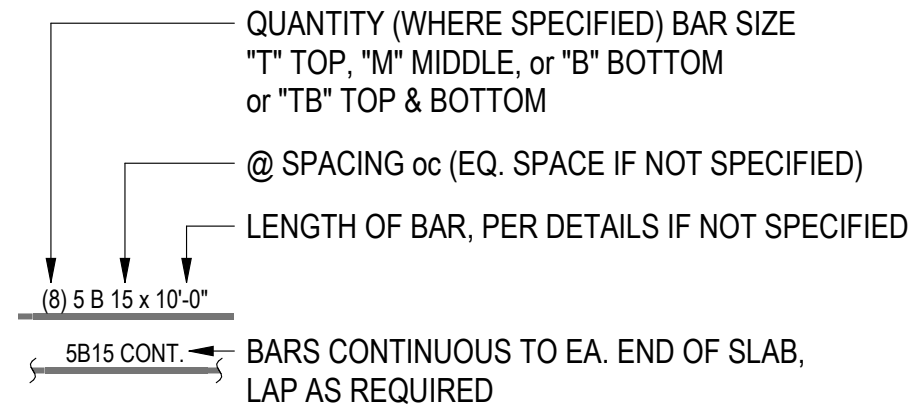 QUANTITY (WHERE SPECIFIED) BAR SIZE
"T" TOP, "M" MIDDLE, or "B" BOTTOM
or "TB" TOP & BOTTOM
@ SPACING oc (EQ. SPACE IF NOT SPECIFIED)
LENGTH OF BAR, PER DETAILS IF NOT SPECIFIED
(8) 5 B 15 x 10'-0"
5B15 CONT.
BARS CONTINUOUS TO EA. END OF SLAB,
LAP AS REQUIRED